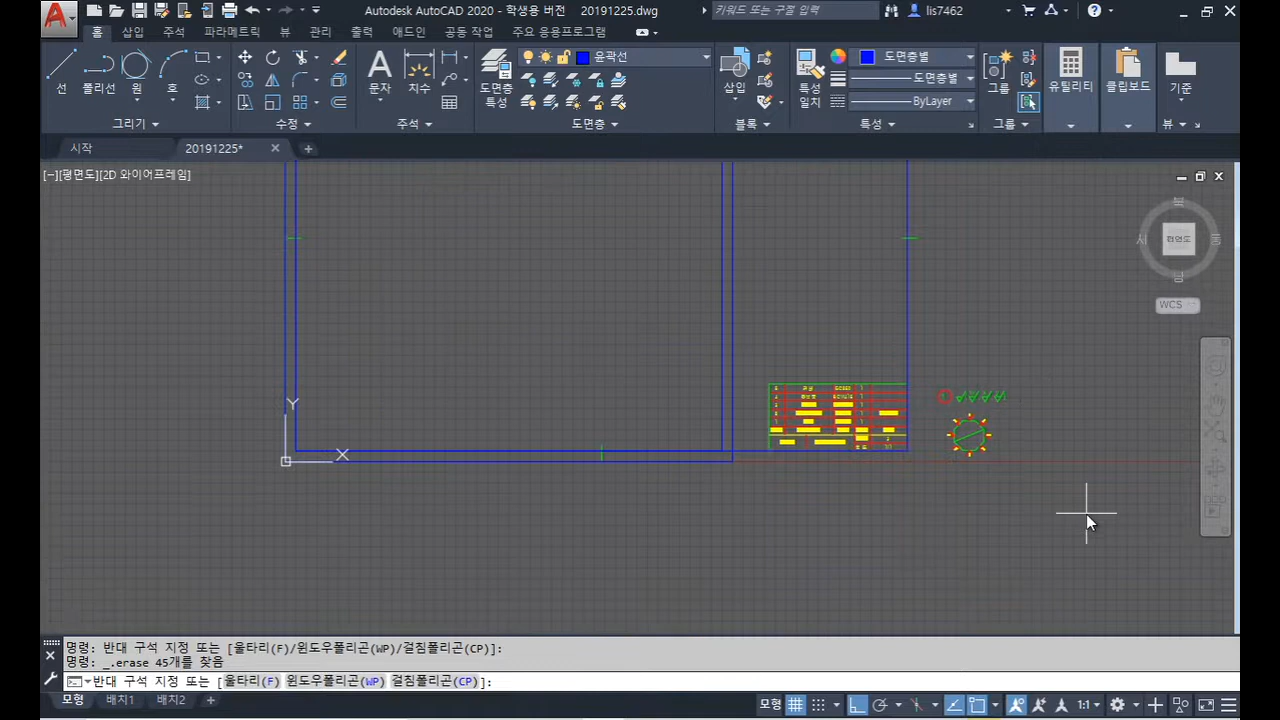 Autodesk AutoCAD 2020 - 학생용 버전 20191225.dwg
키워드 또는 구절 입력
lis7462
홈 삽입 주석 파라메트릭 뷰 관리 출력 애드인 공동 작업 주요 응용프로그램
선 폴리선 원 호
문자 치수
도면층 특성
윤곽선
삽입
특성 일치
도면층별
도면층별
ByLayer
그룹
유틸리티
클립보드
기준
그리기 수정 주석 도면층 블록 특성 그룹 뷰
시작 20191225*
[−][평면도][2D 와이어프레임]
북
서 평면도 동
남
WCS
Y
X
명령: 반대 구석 지정 또는 [울타리(F)/윈도우폴리곤(WP)/걸침폴리곤(CP)]:
명령: _.erase 45개를 찾음
반대 구석 지정 또는 [울타리(F) 윈도우폴리곤(WP) 걸침폴리곤(CP)]:
모형 배치1 배치2
모형
1:1